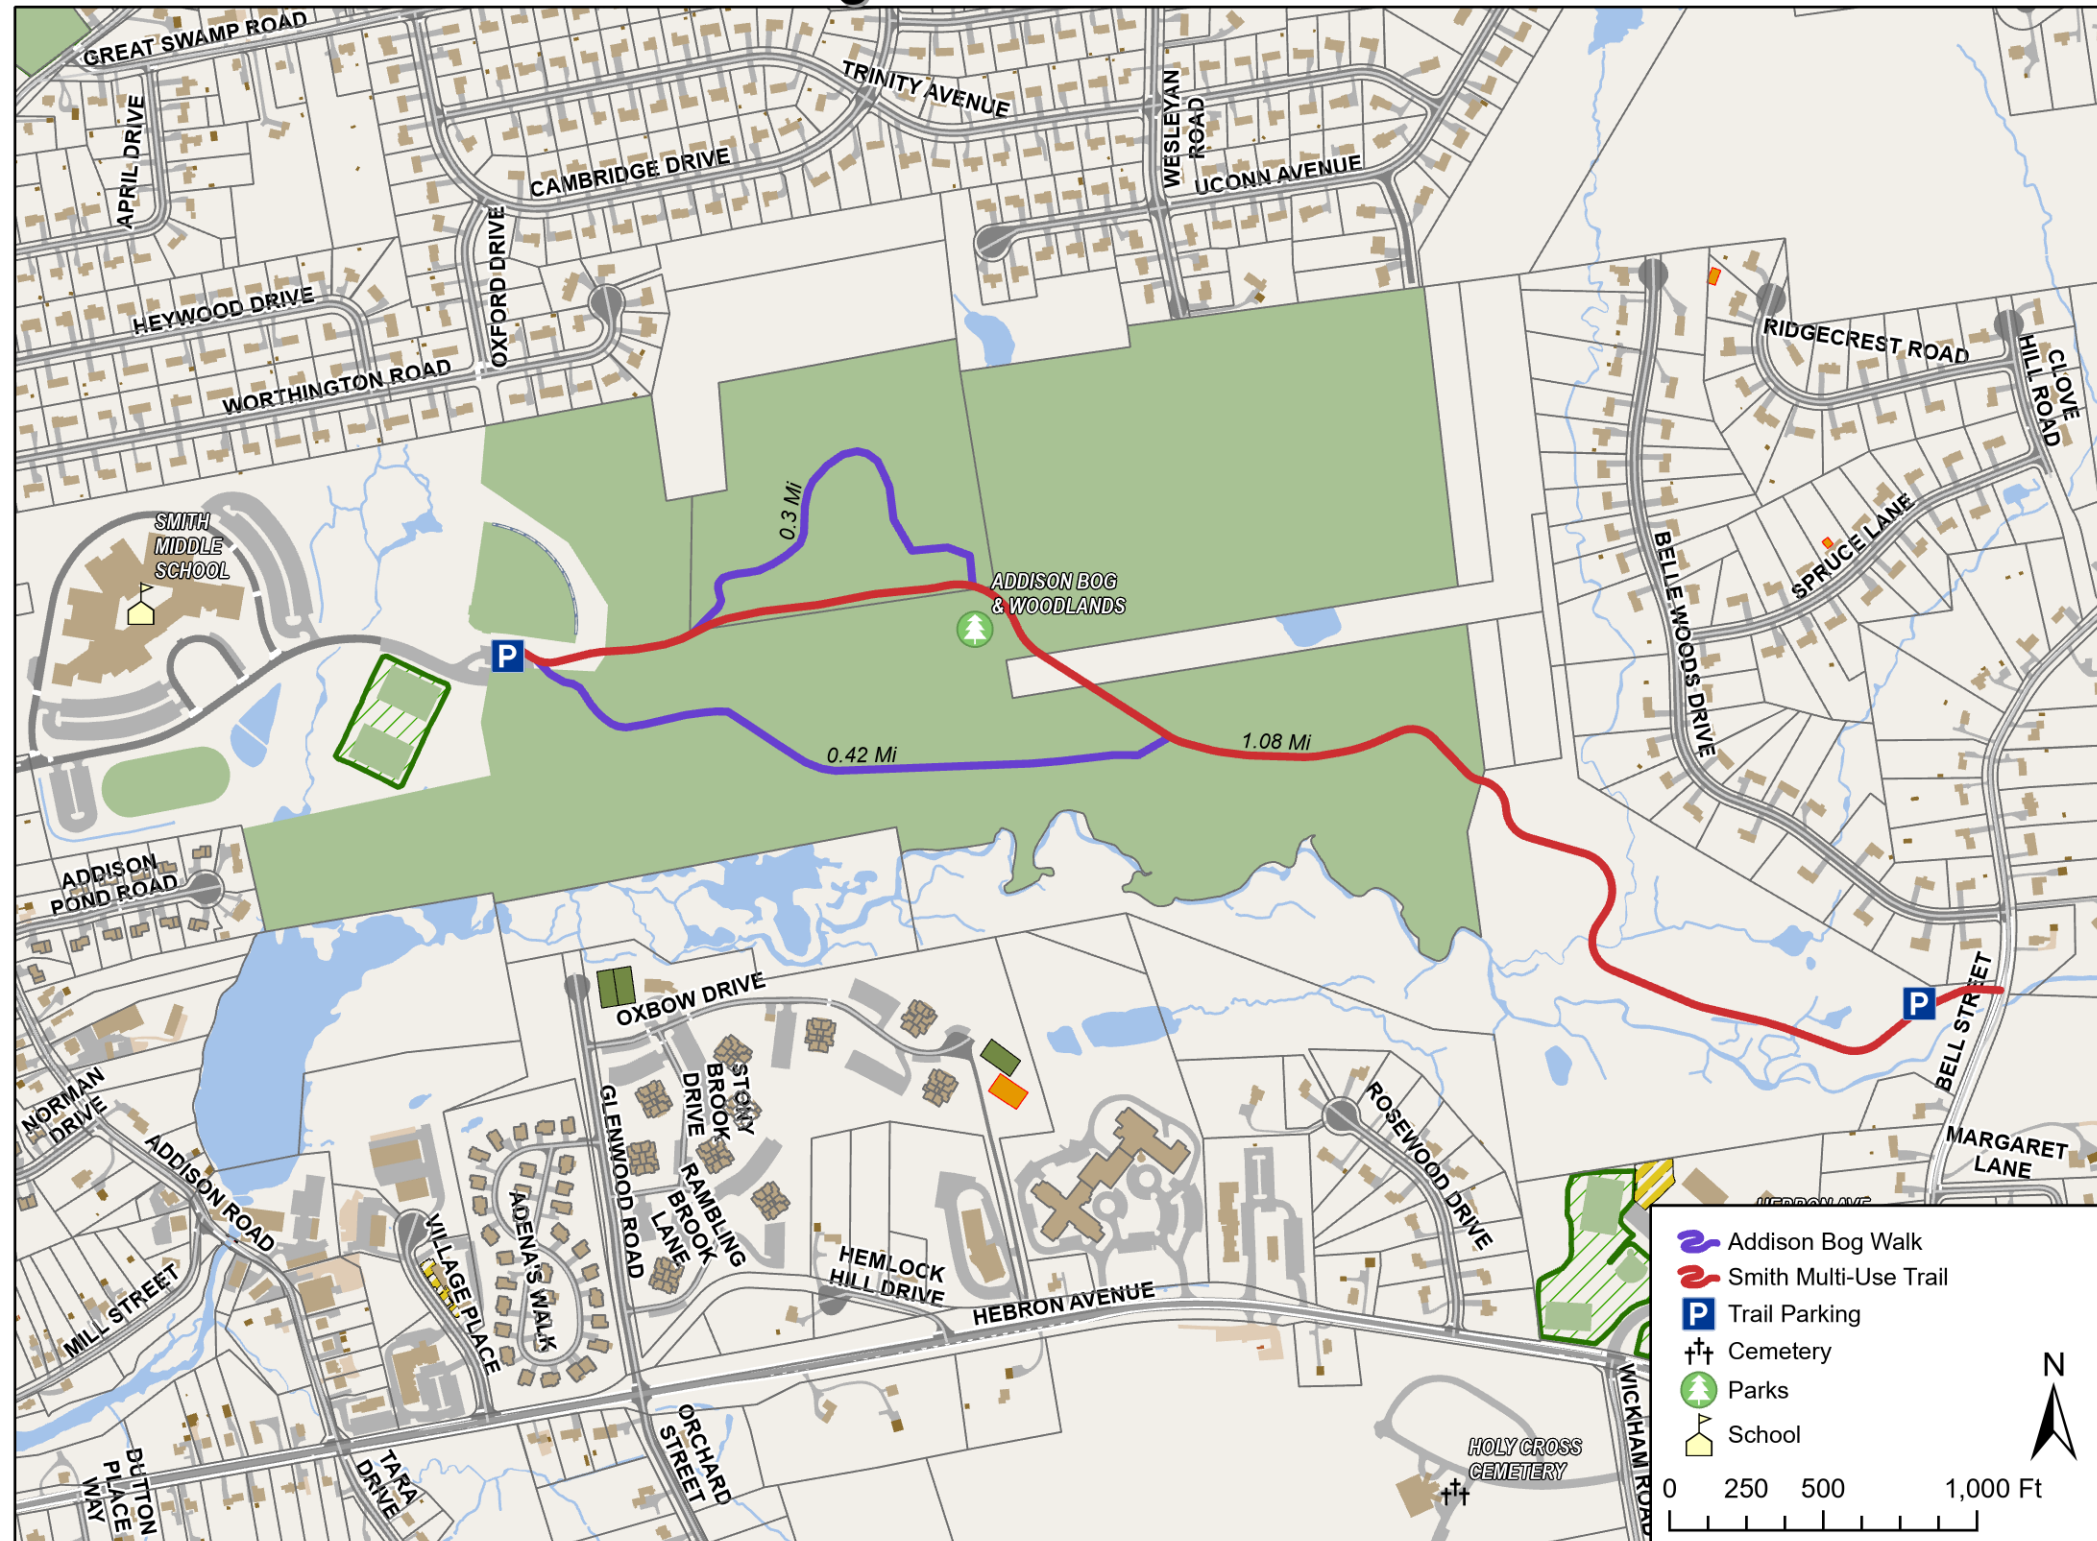 GREAT SWAMP ROAD
APRIL DRIVE
TRINITY AVENUE
WESLEYAN
ROAD
CAMBRIDGE DRIVE
UCONN AVENUE
OXFORD DRIVE
HEYWOOD DRIVE
WORTHINGTON ROAD
RIDGECREST ROAD
CLOVE
HILL ROAD
SMITH
MIDDLE
SCHOOL
0.3 Mi
ADDISON BOG
& WOODLANDS
BELLE WOODS DRIVE
SPRUCE LANE
P
0.42 Mi
1.08 Mi
ADDISON
POND ROAD
OXBOW DRIVE
P
BELL STREET
NORMAN
DRIVE
ADDISON ROAD
GLENWOOD ROAD
STONY
BROOK
DRIVE
RAMBLING
BROOK
LANE
ROSEWOOD DRIVE
MARGARET
LANE
HEBRON AVE
MILL STREET
VILLAGE PLACE
ADENA'S WALK
HEMLOCK
HILL DRIVE
HEBRON AVENUE
WICKHAM ROAD
DUTTON
PLACE
WAY
TARA
DRIVE
ORCHARD
STREET
HOLY CROSS
CEMETERY
Addison Bog Walk
Smith Multi-Use Trail
P Trail Parking
Cemetery
Parks
School
N
0 250 500 1,000 Ft